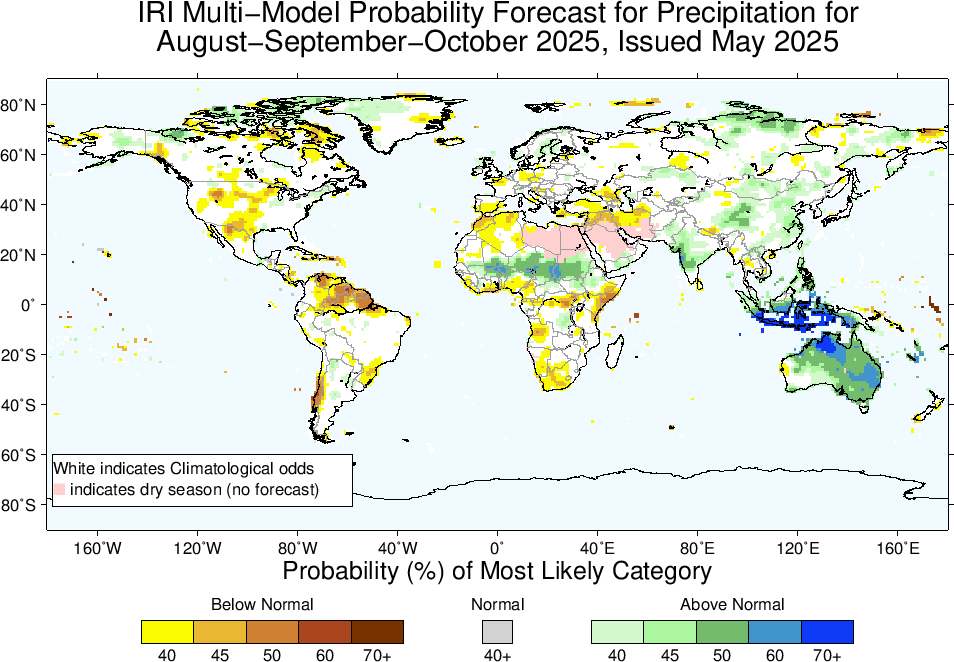 IRI Multi−Model Probability Forecast for Precipitation for
August−September−October 2025, Issued May 2025
80˚N
60˚N
40˚N
20˚N
0˚
20˚S
40˚S
60˚S
80˚S
White indicates Climatological odds
indicates dry season (no forecast)
160˚W 120˚W 80˚W 40˚W 0˚ 40˚E 80˚E 120˚E 160˚E
Probability (%) of Most Likely Category
Below Normal Normal Above Normal
40 45 50 60 70+ 40+ 40 45 50 60 70+